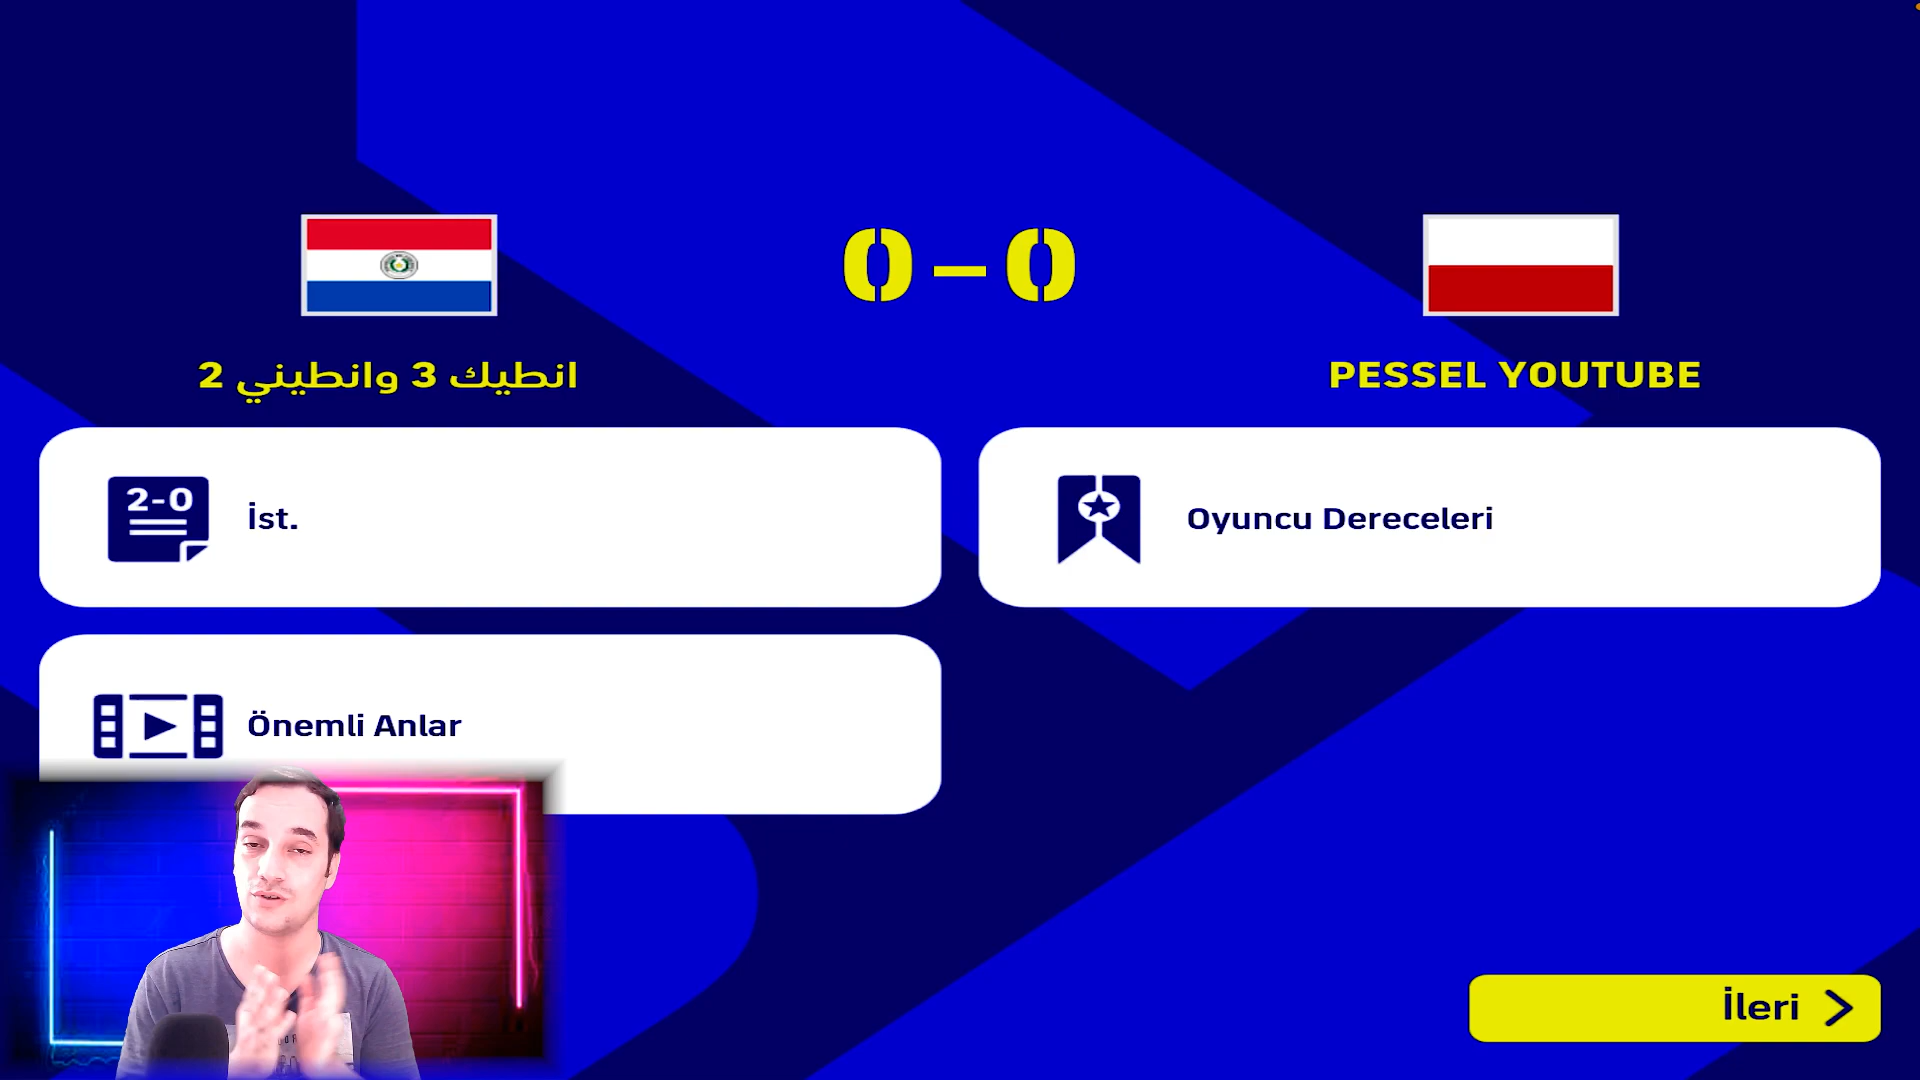 0 – 0
انطيك 3 وانطيني 2
PESSEL YOUTUBE
2-0
İst.
Oyuncu Dereceleri
Önemli Anlar
İleri